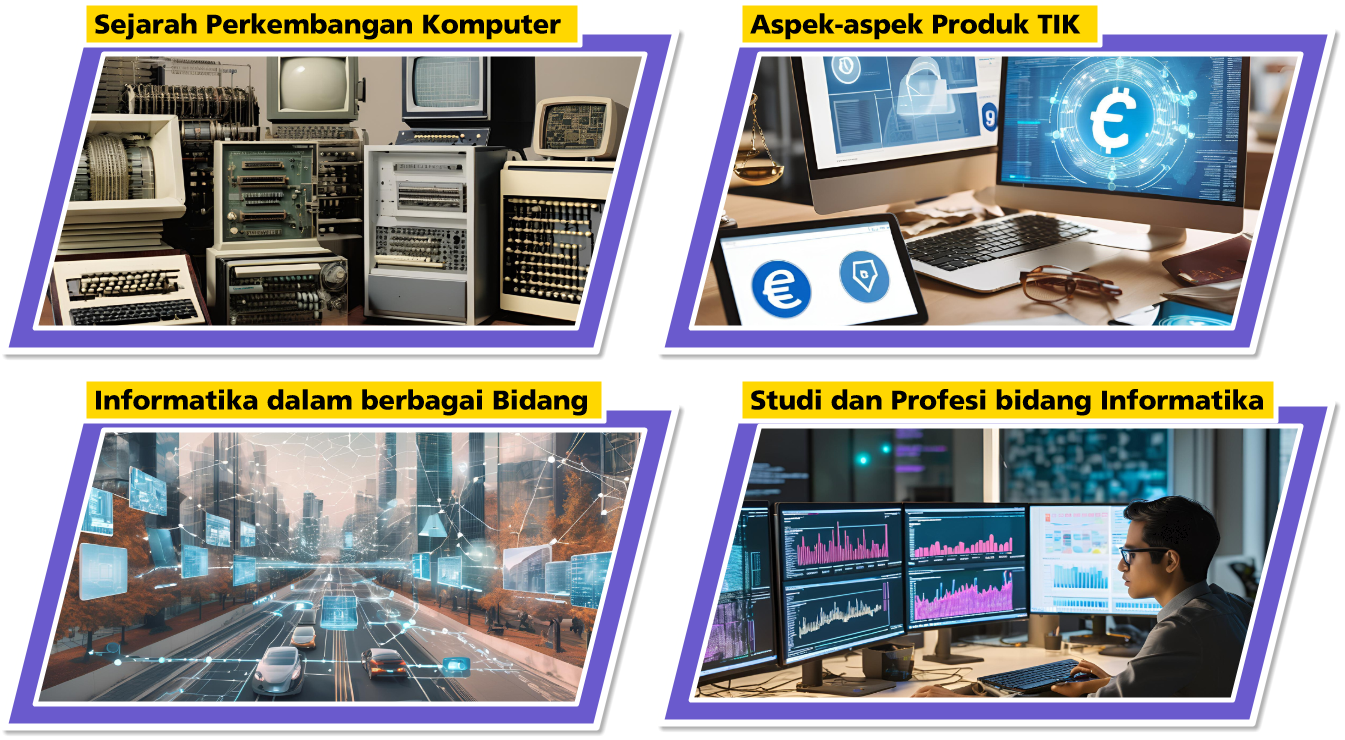 Sejarah Perkembangan Komputer
Aspek-aspek Produk TIK
Informatika dalam berbagai Bidang
Studi dan Profesi bidang Informatika